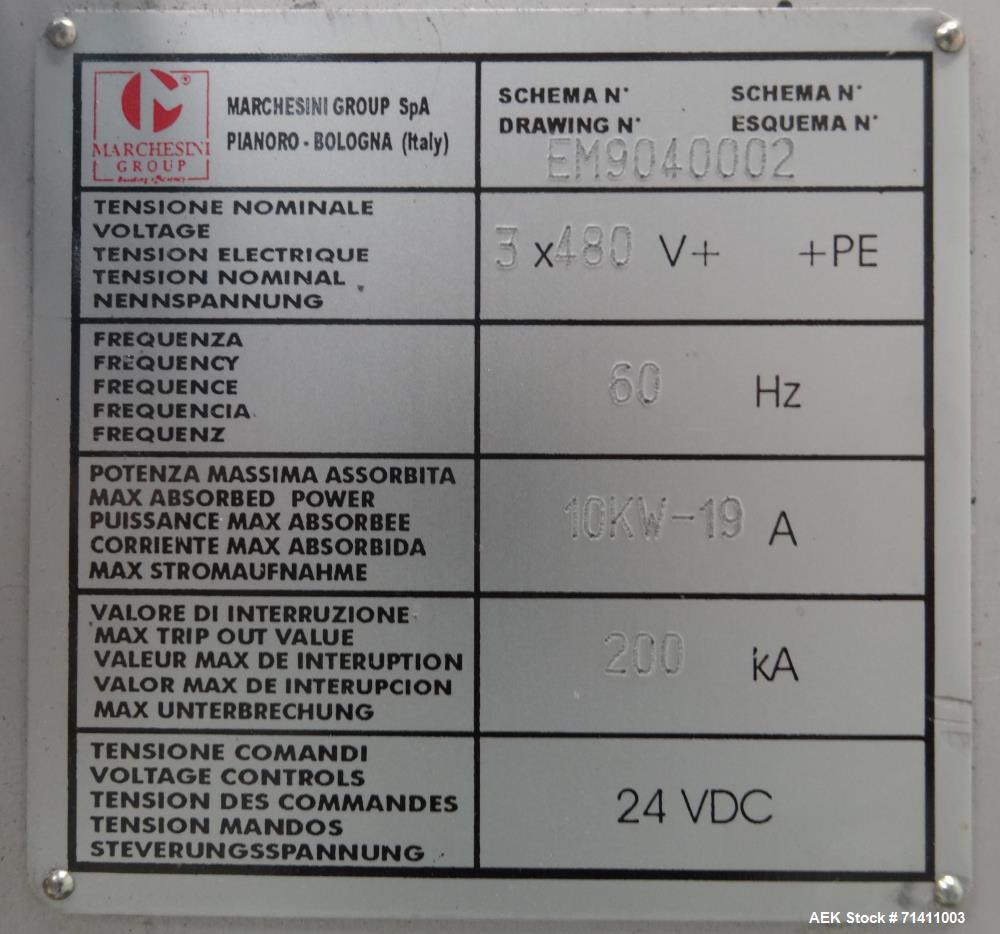 MARCHESINI
GROUP
MARCHESINI GROUP SpA
PIANORO - BOLOGNA (Italy)
SCHEMA N° SCHEMA N°
DRAWING N° ESQUEMA N°
EM9040002
TENSIONE NOMINALE
VOLTAGE
TENSION ELECTRIQUE
TENSION NOMINAL
NENNSPANNUNG
3 x480 V+ +PE
FREQUENZA
FREQUENCY
FREQUENCE
FREQUENCIA
FREQUENZ
60 Hz
POTENZA MASSIMA ASSORBITA
MAX ABSORBED POWER
PUISSANCE MAX ABSORBEE
CORRIENTE MAX ABSORBIDA
MAX STROMAUFNAHME
10KW-19 A
VALORE DI INTERRUZIONE
MAX TRIP OUT VALUE
VALEUR MAX DE INTERUPTION
VALOR MAX DE INTERUPCION
MAX UNTERBRECHUNG
200 kA
TENSIONE COMANDI
VOLTAGE CONTROLS
TENSION DES COMMANDES
TENSION MANDOS
STEVERUNGSSPANNUNG
24 VDC
AEK Stock # 71411003